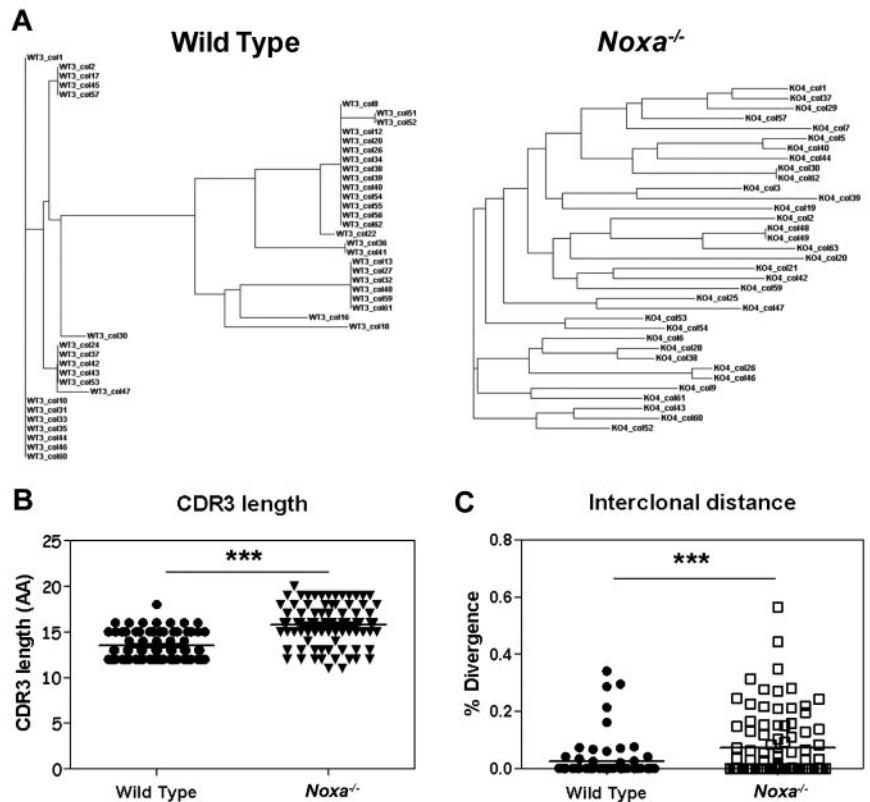 A
Wild Type
Noxa-/-
WT3_col1
WT3_col2
WT3_col17
WT3_col45
WT3_col57
WT3_col8
WT3_col51
WT3_col52
WT3_col12
WT3_col20
WT3_col26
WT3_col34
WT3_col38
WT3_col39
WT3_col40
WT3_col54
WT3_col55
WT3_col56
WT3_col62
WT3_col22
WT3_col36
WT3_col41
WT3_col13
WT3_col27
WT3_col32
WT3_col48
WT3_col59
WT3_col61
WT3_col16
WT3_col18
WT3_col30
WT3_col24
WT3_col37
WT3_col42
WT3_col43
WT3_col53
WT3_col47
WT3_col10
WT3_col31
WT3_col33
WT3_col35
WT3_col44
WT3_col46
WT3_col60
KO4_col1
KO4_col37
KO4_col29
KO4_col57
KO4_col7
KO4_col5
KO4_col40
KO4_col44
KO4_col30
KO4_col62
KO4_col3
KO4_col39
KO4_col19
KO4_col2
KO4_col48
KO4_col49
KO4_col63
KO4_col20
KO4_col21
KO4_col42
KO4_col59
KO4_col25
KO4_col47
KO4_col53
KO4_col54
KO4_col6
KO4_col28
KO4_col38
KO4_col26
KO4_col46
KO4_col9
KO4_col61
KO4_col43
KO4_col60
KO4_col52
B
CDR3 length
***
CDR3 length (AA)
25
20
15
10
5
0
Wild Type
Noxa-/-
C
Interclonal distance
***
% Divergence
0.8
0.6
0.4
0.2
0.0
Wild Type
Noxa-/-